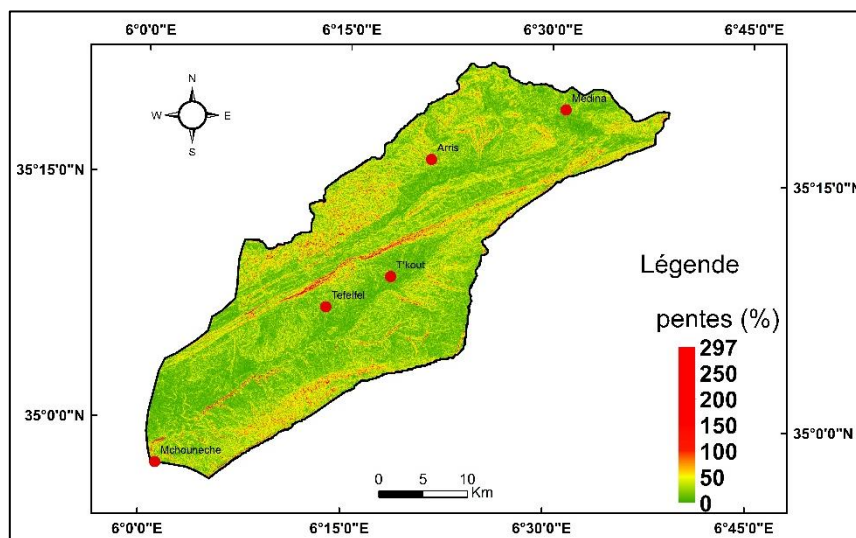 6°0'0"E 6°15'0"E 6°30'0"E 6°45'0"E
N
W E
S
Medina
Arris
35°15'0"N 35°15'0"N
T'kout
Légende
Tefelfel
pentes (%)
297
250
200
150
100
50
0
35°0'0"N 35°0'0"N
Mchouneche
0 5 10
Km
6°0'0"E 6°15'0"E 6°30'0"E 6°45'0"E